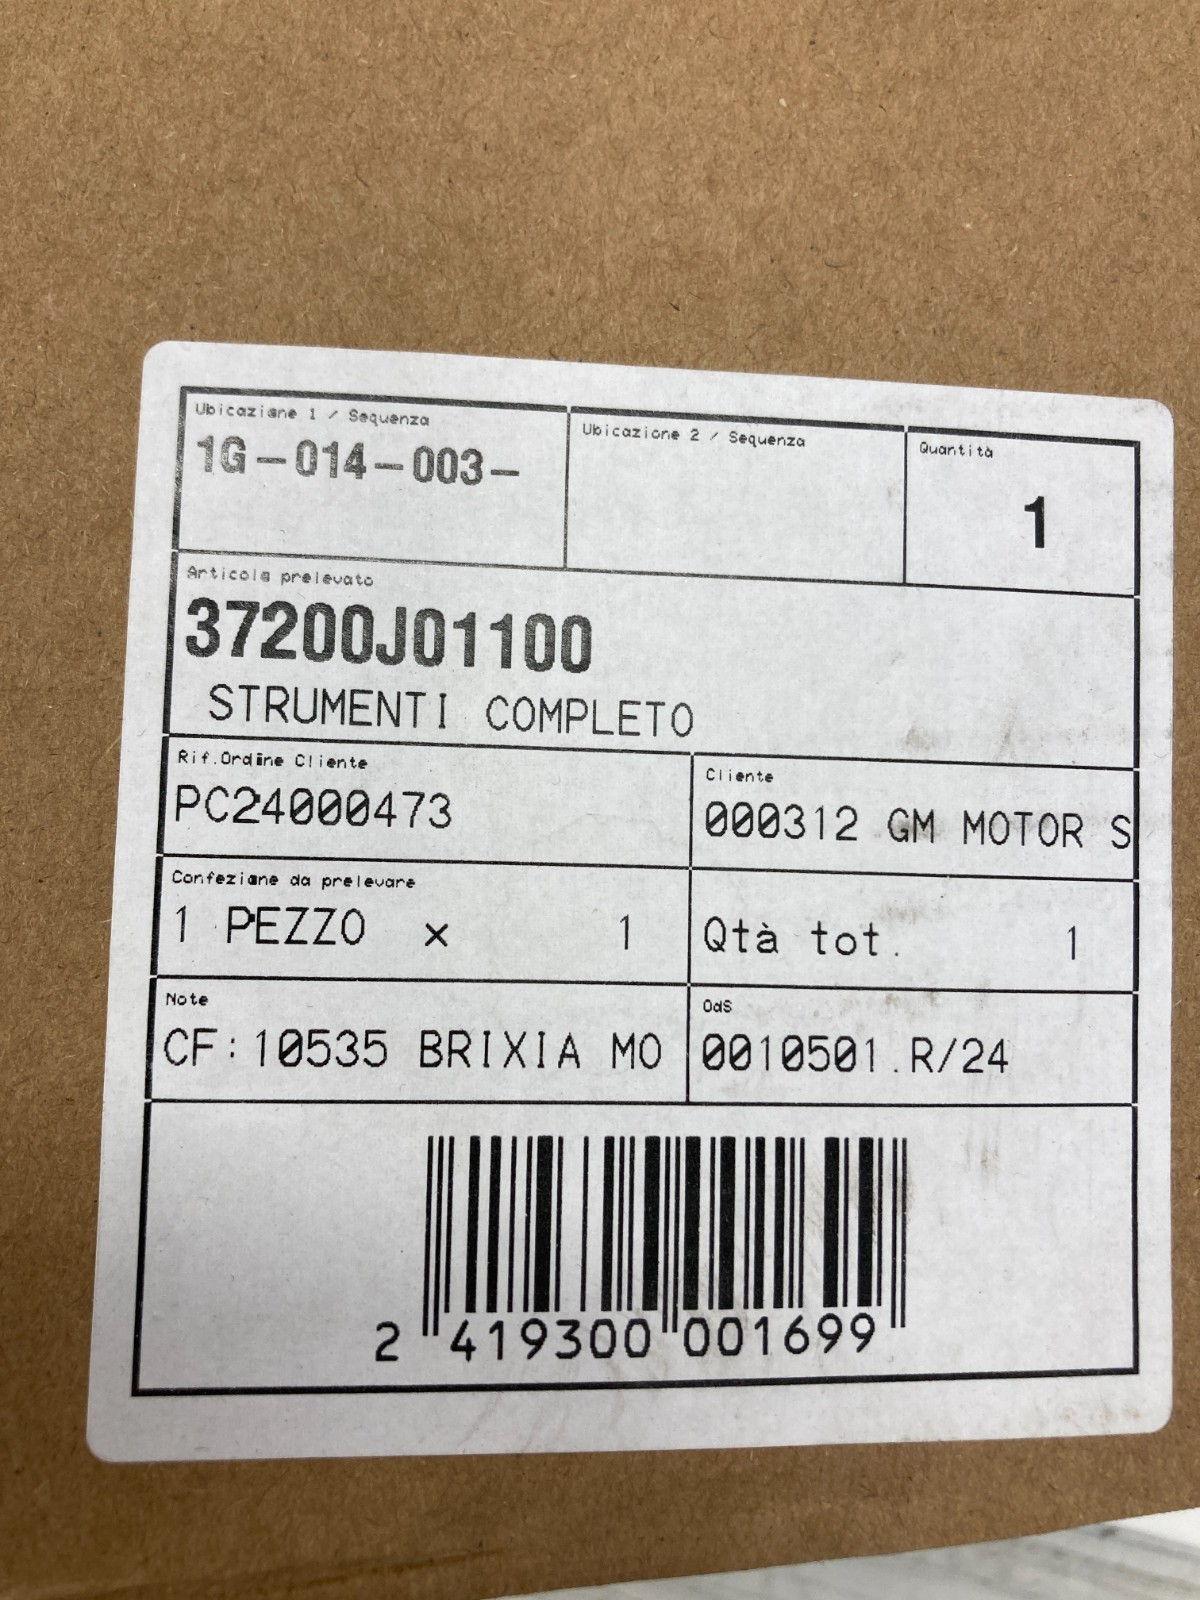 Ubicazione 1 / Sequenza
1G-014-003-
Ubicazione 2 / Sequenza
Quantità
1
Articolo prelevato
37200J01100
STRUMENTI COMPLETO
Rif.Ordine Cliente
PC24000473
Cliente
000312 GM MOTOR S
Confezione da prelevare
1 PEZZO x 1
Qtà tot. 1
Note
CF:10535 BRIXIA MO
OdS
0010501.R/24
2 419300 001699